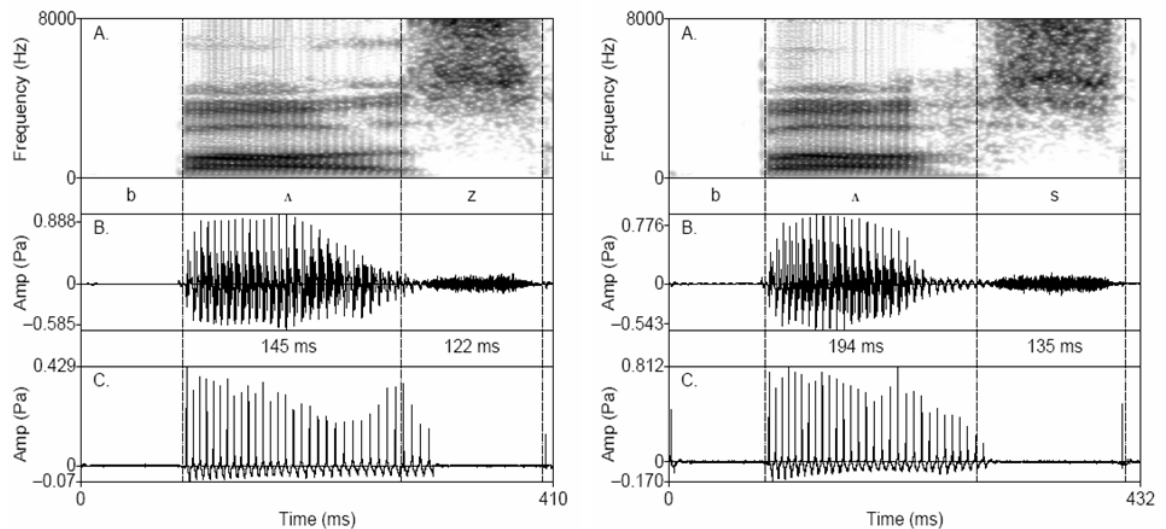 8000
A.
Frequency (Hz)
0
b ʌ z
0.888
B.
Amp (Pa)
0
−0.585
145 ms 122 ms
0.429
C.
Amp (Pa)
0
−0.07
0 410
Time (ms)
8000
A.
Frequency (Hz)
0
b ʌ s
0.776
B.
Amp (Pa)
0
−0.543
194 ms 135 ms
0.812
C.
Amp (Pa)
0
−0.170
0 432
Time (ms)